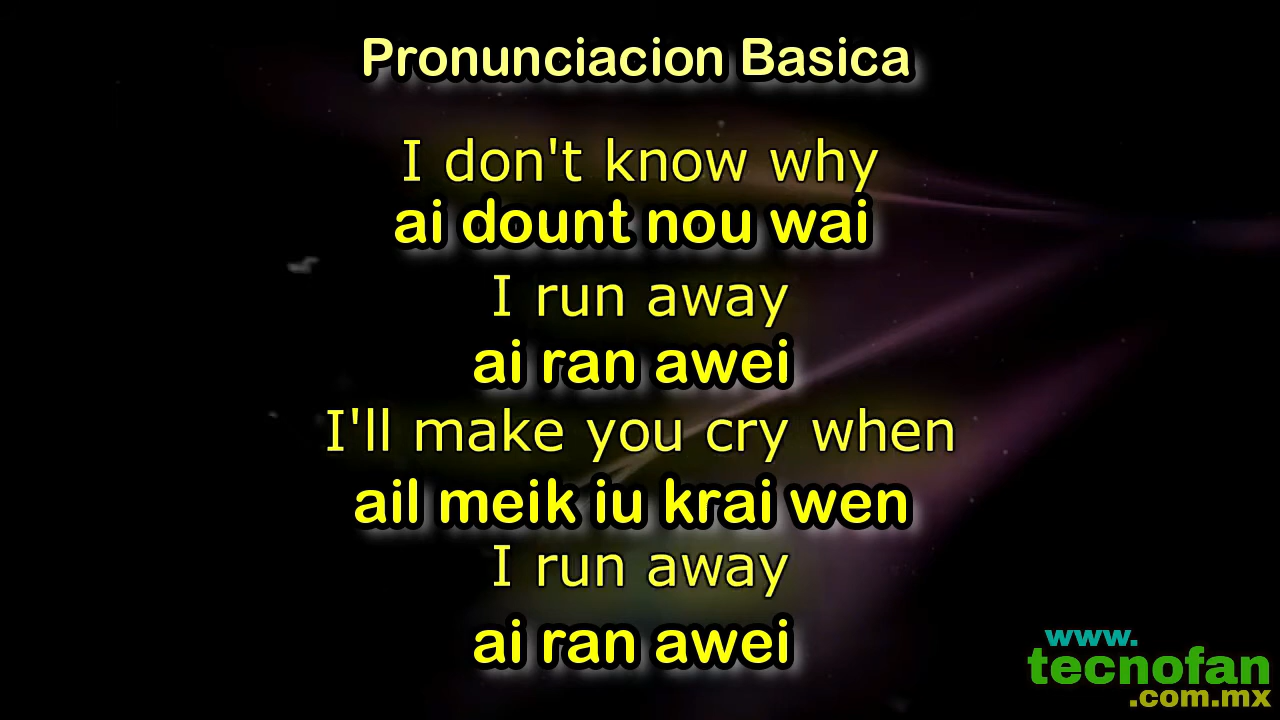 Pronunciacion Basica
I don't know why
ai dount nou wai
I run away
ai ran awei
I'll make you cry when
ail meik iu krai wen
I run away
ai ran awei
www.
tecnofan
.com.mx